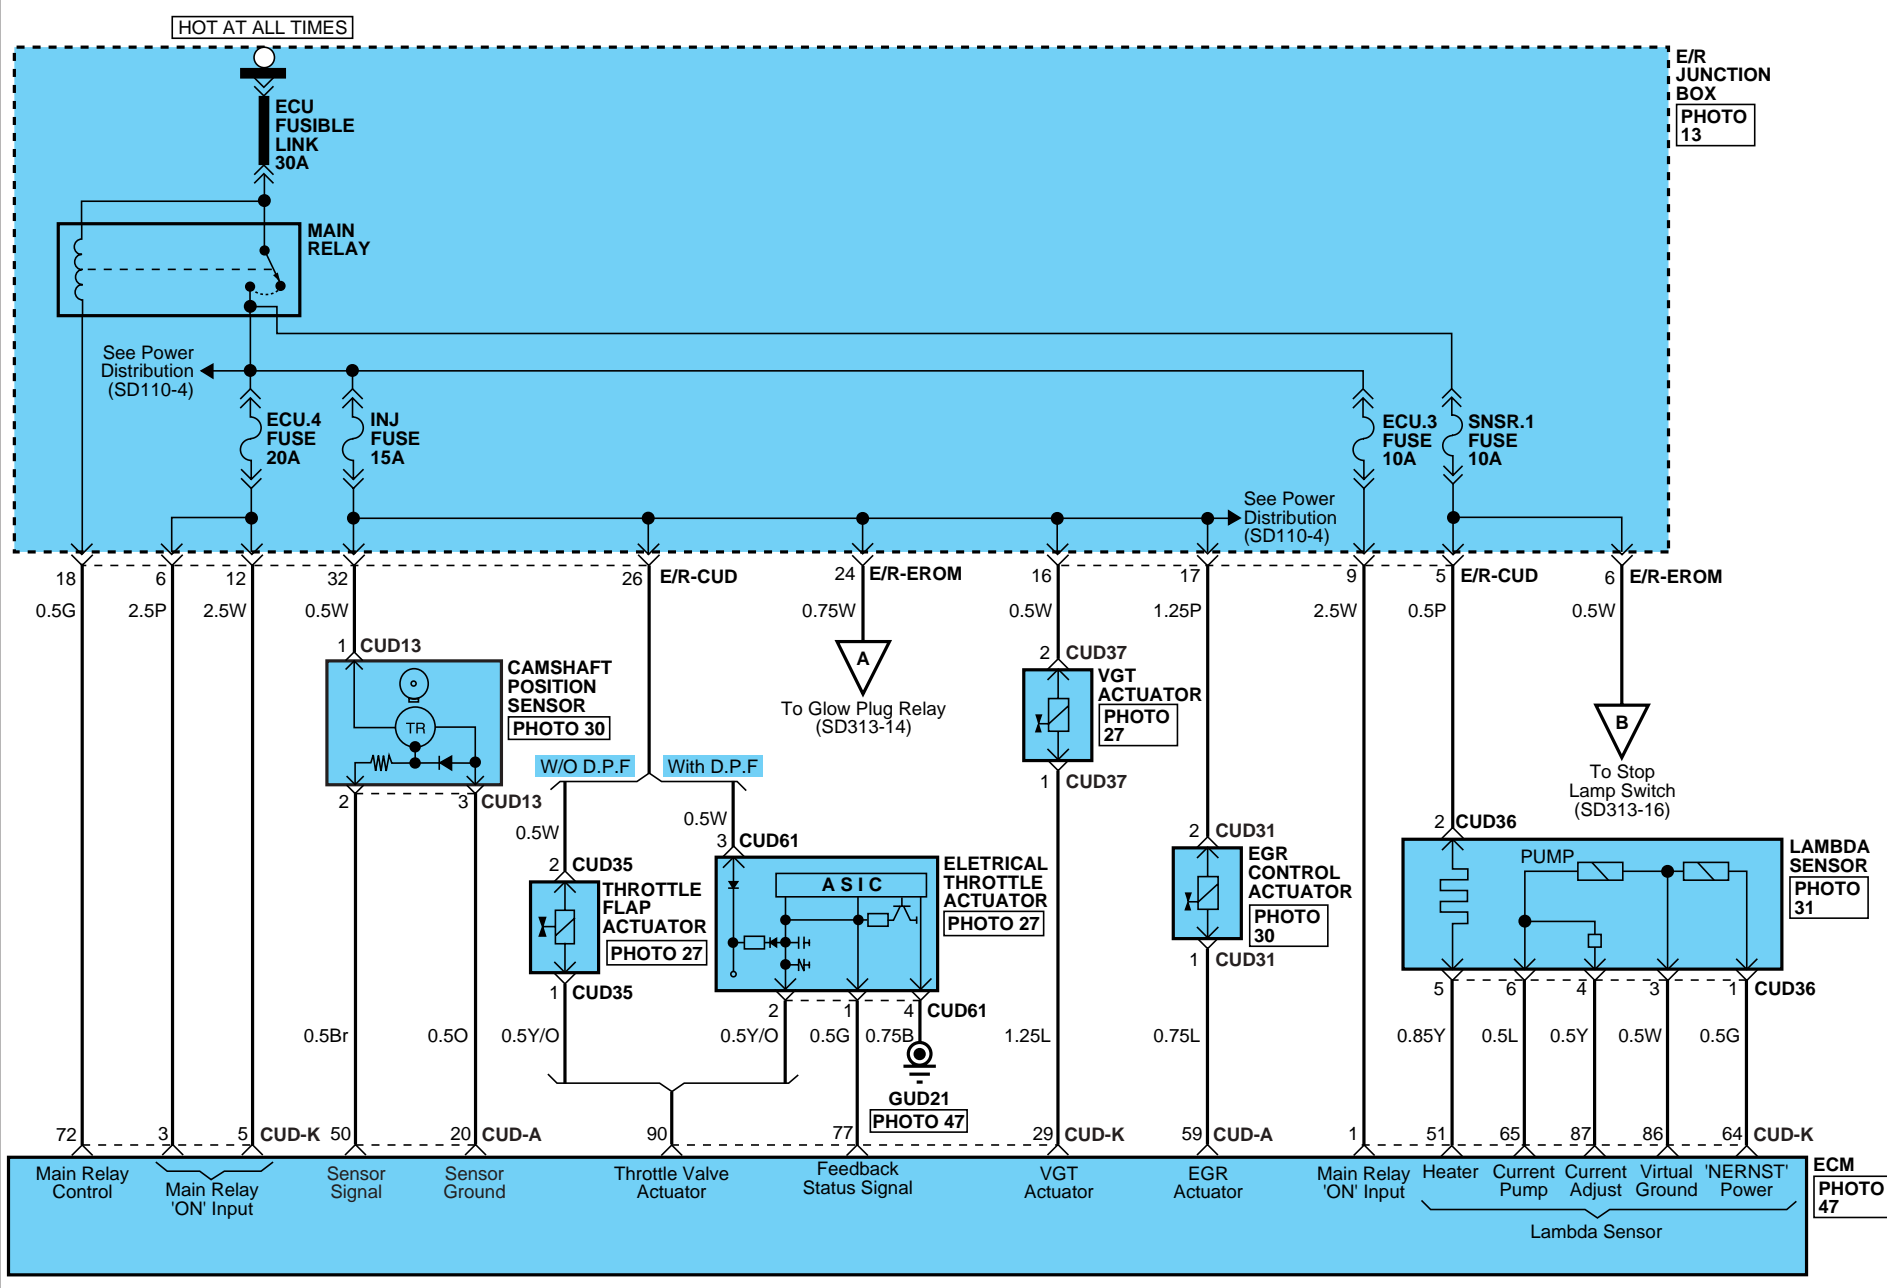 HOT AT ALL TIMES
E/R
JUNCTION
BOX
PHOTO
13
ECU
FUSIBLE
LINK
30A
MAIN
RELAY
See Power
Distribution
(SD110-4)
ECU.4
FUSE
20A
INJ
FUSE
15A
ECU.3
FUSE
10A
SNSR.1
FUSE
10A
See Power
Distribution
(SD110-4)
18 6 12 32 26 E/R-CUD 24 E/R-EROM 16 17 9 5 E/R-CUD 6 E/R-EROM
0.5G 2.5P 2.5W 0.5W 0.75W 0.5W 1.25P 2.5W 0.5P 0.5W
1 CUD13
CAMSHAFT
POSITION
SENSOR
PHOTO 30
TR
2 3 CUD13
A
To Glow Plug Relay
(SD313-14)
2 CUD37
VGT
ACTUATOR
PHOTO
27
1 CUD37
B
To Stop
Lamp Switch
(SD313-16)
W/O D.P.F With D.P.F
0.5W 0.5W
2 CUD35
THROTTLE
FLAP
ACTUATOR
PHOTO 27
1 CUD35
3 CUD61
ASIC
ELETRICAL
THROTTLE
ACTUATOR
PHOTO 27
2 1 4 CUD61
2 CUD31
EGR
CONTROL
ACTUATOR
PHOTO
30
1 CUD31
2 CUD36
PUMP
LAMBDA
SENSOR
PHOTO
31
5 6 4 3 1 CUD36
0.5Br 0.5O 0.5Y/O 0.5Y/O 0.5G 0.75B 1.25L 0.75L 0.85Y 0.5L 0.5Y 0.5W 0.5G
GUD21
PHOTO 47
72 3 5 CUD-K 50 20 CUD-A 90 77 29 CUD-K 59 CUD-A 1 51 65 87 86 64 CUD-K
Main Relay
Control
Main Relay
'ON' Input
Sensor
Signal
Sensor
Ground
Throttle Valve
Actuator
Feedback
Status Signal
VGT
Actuator
EGR
Actuator
Main Relay
'ON' Input
Heater
Current
Pump
Current
Adjust
Virtual
Ground
'NERNST'
Power
Lambda Sensor
ECM
PHOTO
47